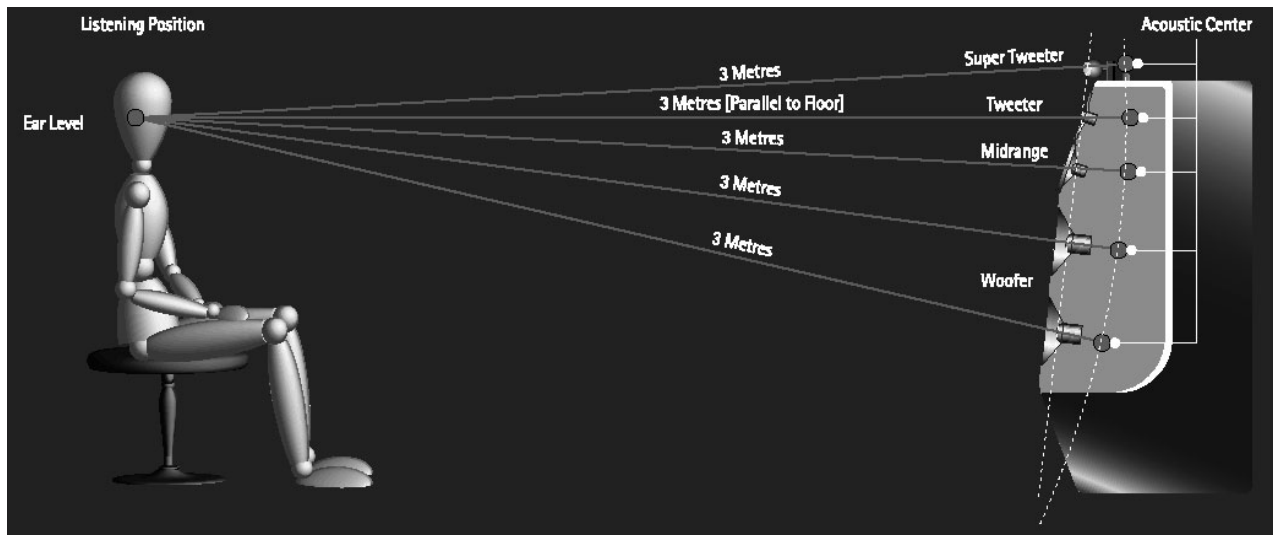 Listening Position
Acoustic Center
Super Tweeter
3 Metres
3 Metres [Parallel to Floor]
Tweeter
Ear Level
3 Metres
Midrange
3 Metres
3 Metres
Woofer